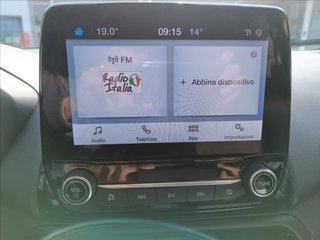 19.0° 09:15 14°
FM
Radio Italia
+ Abbina dispositivo
Audio Telefono App Impostazioni
VOL TUNE